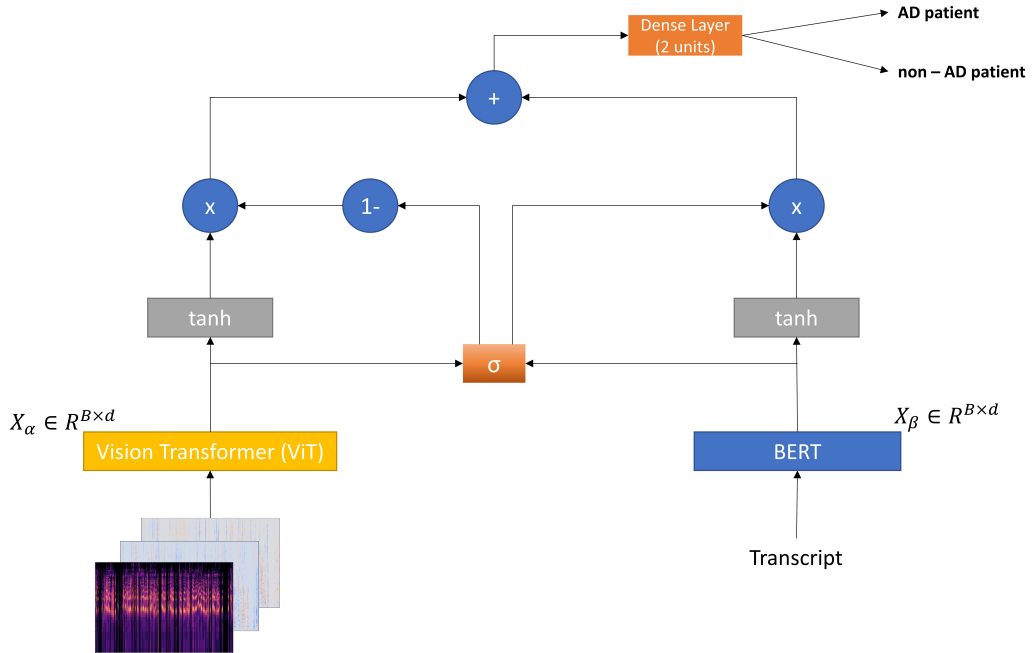 AD patient
Dense Layer
(2 units)
non – AD patient
+
x
1-
x
tanh
tanh
σ
X_α ∈ R^{B×d}
X_β ∈ R^{B×d}
Vision Transformer (ViT)
BERT
Transcript